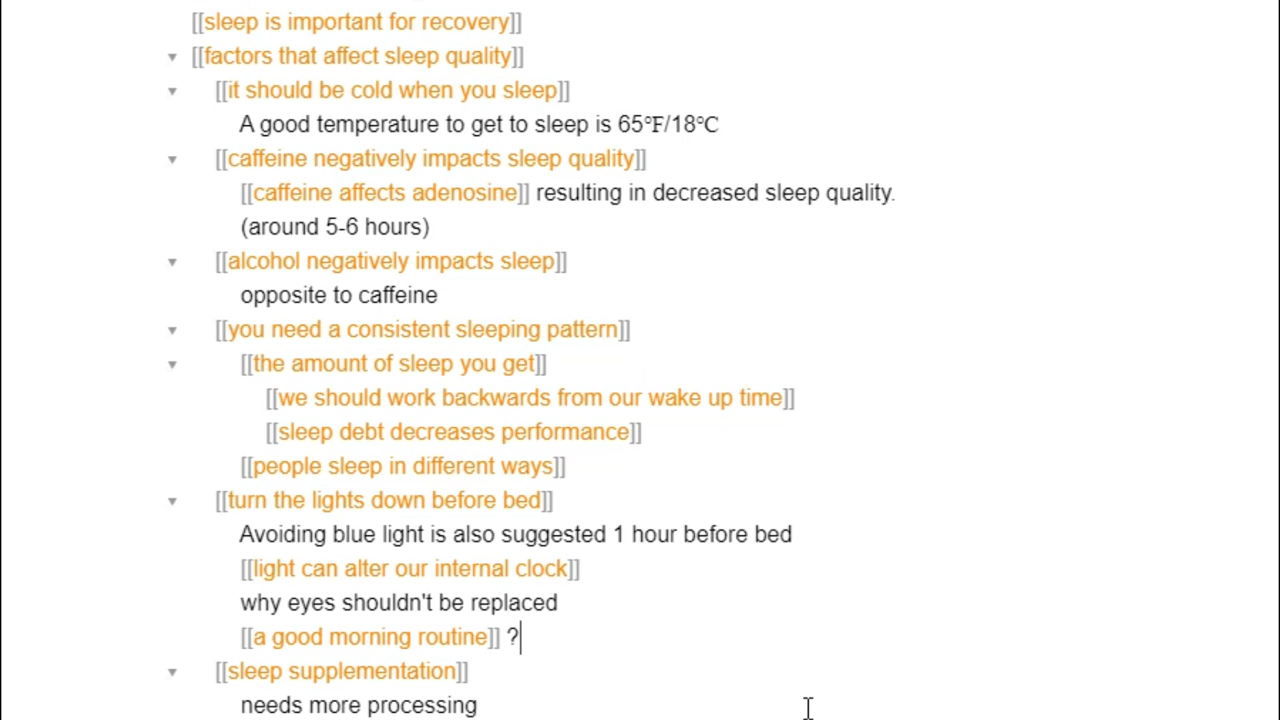 [[sleep is important for recovery]]
[[factors that affect sleep quality]]
[[it should be cold when you sleep]]
A good temperature to get to sleep is 65℉/18℃
[[caffeine negatively impacts sleep quality]]
[[caffeine affects adenosine]] resulting in decreased sleep quality.
(around 5-6 hours)
[[alcohol negatively impacts sleep]]
opposite to caffeine
[[you need a consistent sleeping pattern]]
[[the amount of sleep you get]]
[[we should work backwards from our wake up time]]
[[sleep debt decreases performance]]
[[people sleep in different ways]]
[[turn the lights down before bed]]
Avoiding blue light is also suggested 1 hour before bed
[[light can alter our internal clock]]
why eyes shouldn't be replaced
[[a good morning routine]] ?
[[sleep supplementation]]
needs more processing